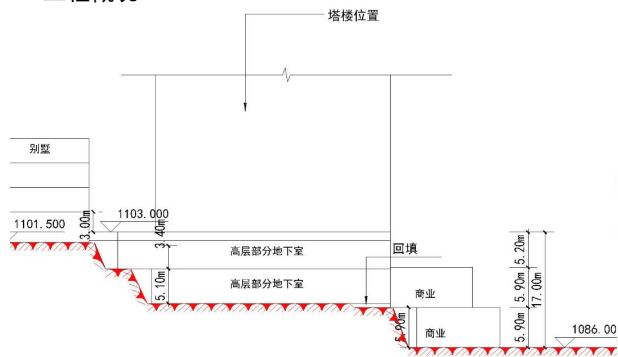 塔楼位置
别墅
1101.500
3.00m
1103.000
3.40m
高层部分地下室
回填
5.20m
5.10m
高层部分地下室
商业
5.90m
17.00m
5.90m
商业
5.90m
1086.00